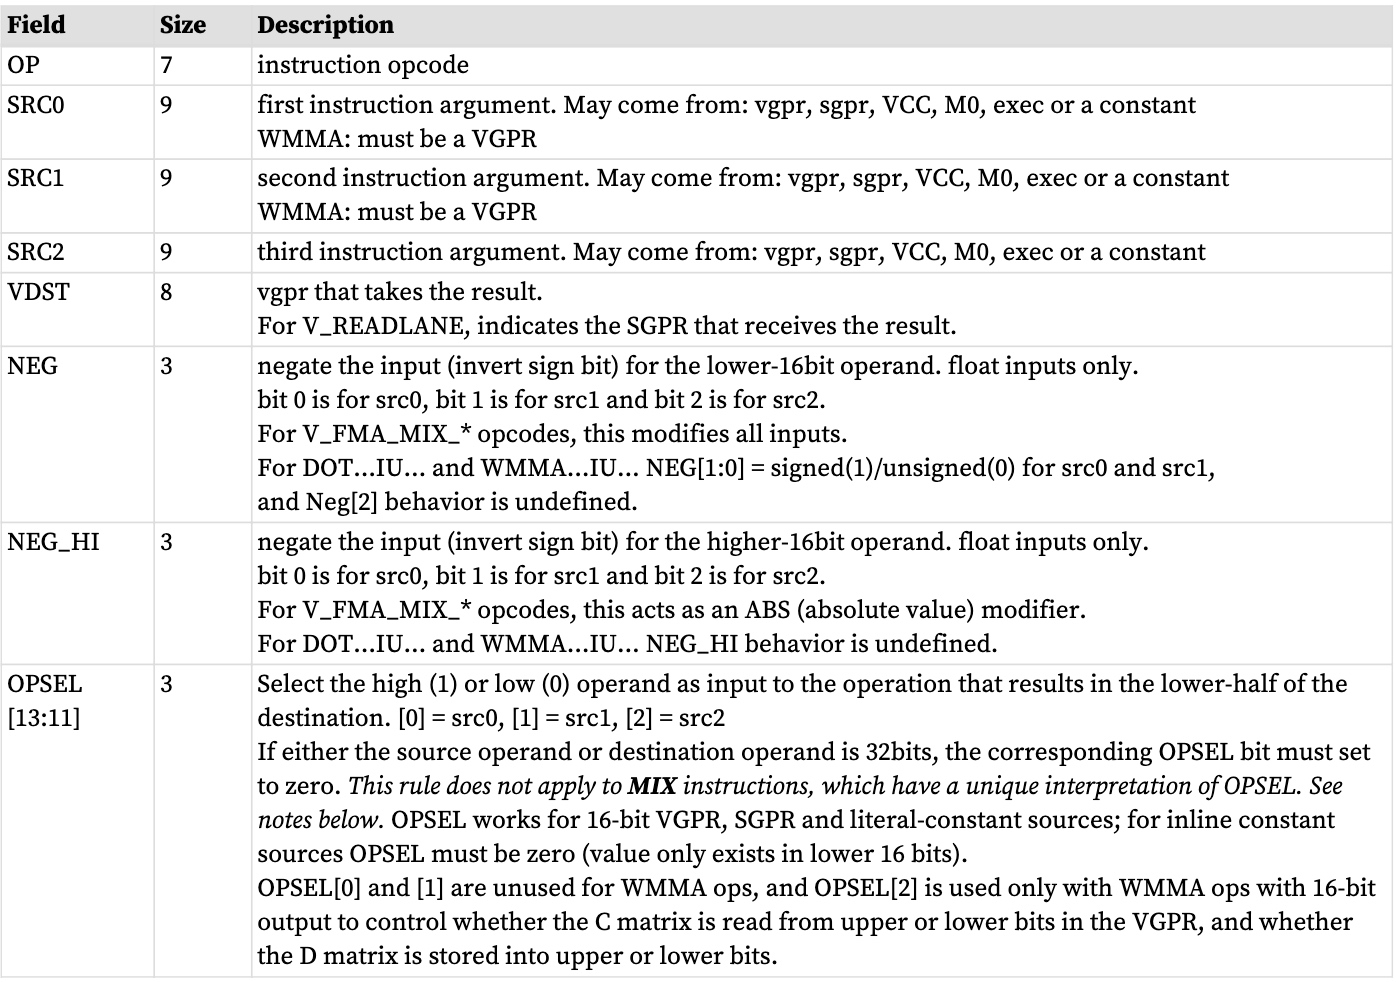 Field Size Description
OP 7 instruction opcode
SRC0 9 first instruction argument. May come from: vgpr, sgpr, VCC, M0, exec or a constant
WMMA: must be a VGPR
SRC1 9 second instruction argument. May come from: vgpr, sgpr, VCC, M0, exec or a constant
WMMA: must be a VGPR
SRC2 9 third instruction argument. May come from: vgpr, sgpr, VCC, M0, exec or a constant
VDST 8 vgpr that takes the result.
For V_READLANE, indicates the SGPR that receives the result.
NEG 3 negate the input (invert sign bit) for the lower-16bit operand. float inputs only.
bit 0 is for src0, bit 1 is for src1 and bit 2 is for src2.
For V_FMA_MIX_* opcodes, this modifies all inputs.
For DOT…IU… and WMMA…IU… NEG[1:0] = signed(1)/unsigned(0) for src0 and src1,
and Neg[2] behavior is undefined.
NEG_HI 3 negate the input (invert sign bit) for the higher-16bit operand. float inputs only.
bit 0 is for src0, bit 1 is for src1 and bit 2 is for src2.
For V_FMA_MIX_* opcodes, this acts as an ABS (absolute value) modifier.
For DOT…IU… and WMMA…IU… NEG_HI behavior is undefined.
OPSEL 3 Select the high (1) or low (0) operand as input to the operation that results in the lower-half of the
[13:11] destination. [0] = src0, [1] = src1, [2] = src2
If either the source operand or destination operand is 32bits, the corresponding OPSEL bit must set
to zero. This rule does not apply to MIX instructions, which have a unique interpretation of OPSEL. See
notes below. OPSEL works for 16-bit VGPR, SGPR and literal-constant sources; for inline constant
sources OPSEL must be zero (value only exists in lower 16 bits).
OPSEL[0] and [1] are unused for WMMA ops, and OPSEL[2] is used only with WMMA ops with 16-bit
output to control whether the C matrix is read from upper or lower bits in the VGPR, and whether
the D matrix is stored into upper or lower bits.